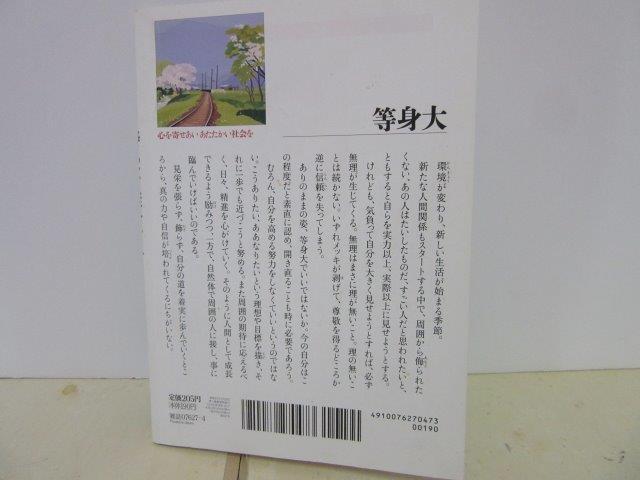 等身大
心を寄せあい あたたかい社会を
環境が変わり、新しい生活が始まる季節。
新たな人間関係もスタートする中で、周囲から侮られた
くない、あの人はたいしたものだ、すごい人だと思われたいと、
ともすると自らを実力以上、実際以上に見せようとする。
けれども、気負って自分を大きく見せようとすれば、必ず
無理が生じてくる。無理はまさに理が無いこと。理の無いこ
とは続かない。いずれメッキが剥げて、尊敬を得るどころか
逆に信頼を失ってしまう。
ありのままの姿、等身大でいいではないか。今の自分はこ
の程度だと素直に認め、開き直ることも時に必要であろう。
むろん、自分を高める努力をしなくていいというのではな
い。こうありたい、ああなりたいという理想や目標を描き、そ
れに一歩でも近づこうと努める。また周囲の期待に応えるべ
く、日々、精進を心がけていく。そのように人間として成長
できるよう励みつつ、一方で、自然体で周囲の人に接し、事に
臨んでいけばいいのである。
見栄を張らず、飾らず、自分の道を着実に歩んでいくとこ
ろから、真の力や自信が培われてくるにちがいない。
定価205円
本体190円
雑誌07627-4
Printed in Japan
4910076270473
00190